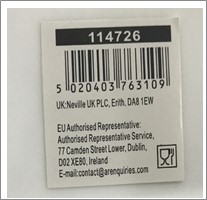 114726
5 020403 763109
UK:Neville UK PLC, Erith, DA8 1EW
EU Authorised Representative:
Authorised Representative Service,
77 Camden Street Lower, Dublin,
D02 XE80, Ireland
E-mail:contact@arenquiries.com